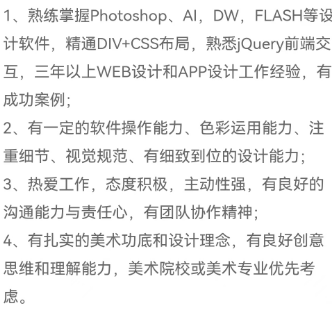 1、熟练掌握Photoshop、AI，DW，FLASH等设
计软件，精通DIV+CSS布局，熟悉jQuery前端交
互，三年以上WEB设计和APP设计工作经验，有
成功案例；
2、有一定的软件操作能力、色彩运用能力、注
重细节、视觉规范、有细致到位的设计能力；
3、热爱工作，态度积极，主动性强，有良好的
沟通能力与责任心，有团队协作精神；
4、有扎实的美术功底和设计理念，有良好创意
思维和理解能力，美术院校或美术专业优先考
虑。